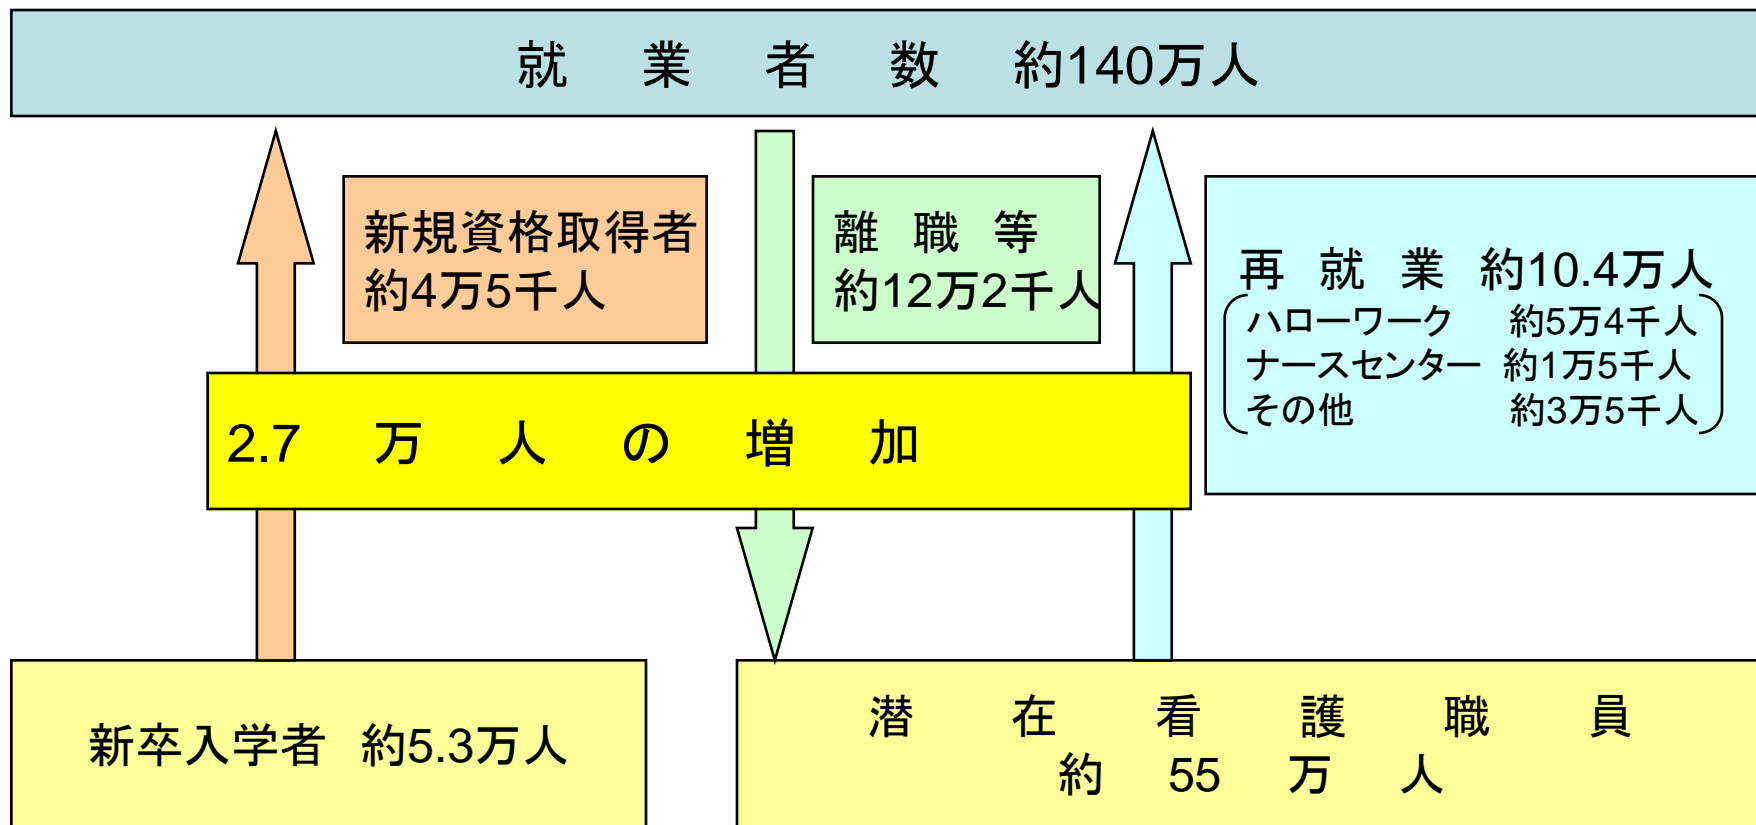 就業者数 約140万人
新規資格取得者
約4万5千人
離職等
約12万2千人
再就業 約10.4万人
ハローワーク 約5万4千人
ナースセンター 約1万5千人
その他 約3万5千人
2.7万人の増加
新卒入学者 約5.3万人
潜在看護職員
約55万人